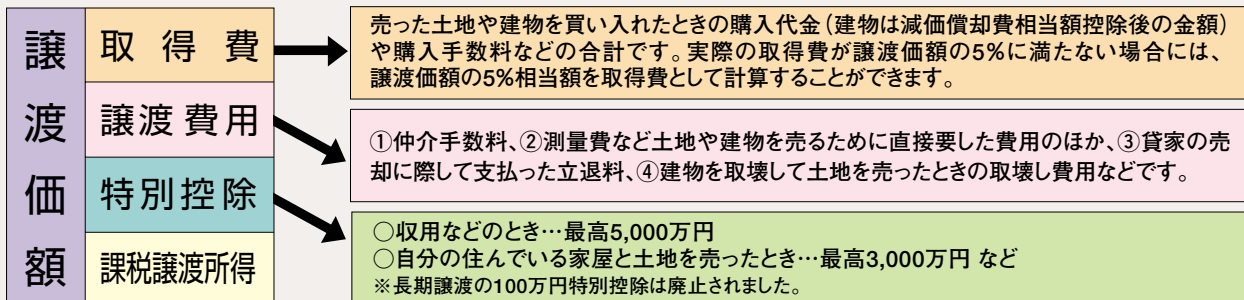 譲渡価額
取得費
売った土地や建物を買い入れたときの購入代金(建物は減価償却費相当額控除後の金額)
や購入手数料などの合計です。実際の取得費が譲渡価額の5%に満たない場合には、
譲渡価額の5%相当額を取得費として計算することができます。
譲渡費用
①仲介手数料、②測量費など土地や建物を売るために直接要した費用のほか、③貸家の売
却に際して支払った立退料、④建物を取壊して土地を売ったときの取壊し費用などです。
特別控除
○収用などのとき…最高5,000万円
○自分の住んでいる家屋と土地を売ったとき…最高3,000万円 など
※長期譲渡の100万円特別控除は廃止されました。
課税譲渡所得